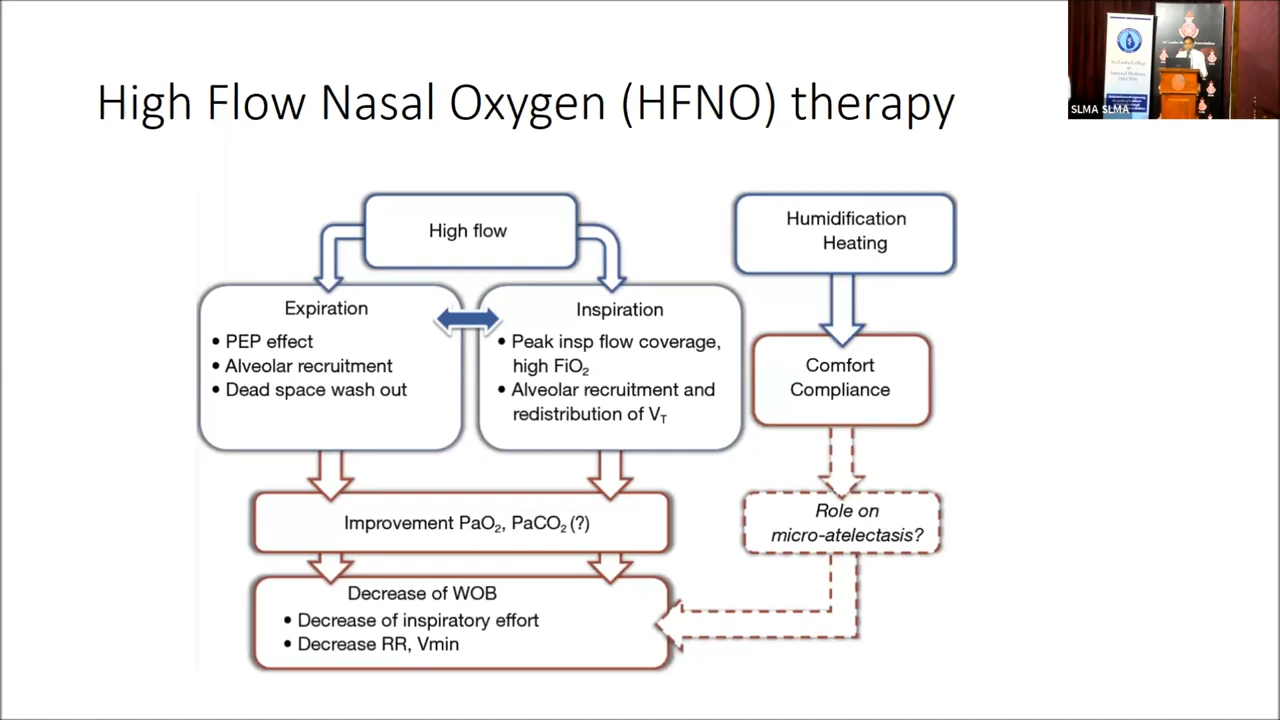 High Flow Nasal Oxygen (HFNO) therapy
SLMA SLMA
High flow
Humidification
Heating
Expiration
• PEP effect
• Alveolar recruitment
• Dead space wash out
Inspiration
• Peak insp flow coverage,
high FiO₂
• Alveolar recruitment and
redistribution of V_T
Comfort
Compliance
Improvement PaO₂, PaCO₂ (?)
Role on
micro-atelectasis?
Decrease of WOB
• Decrease of inspiratory effort
• Decrease RR, Vmin